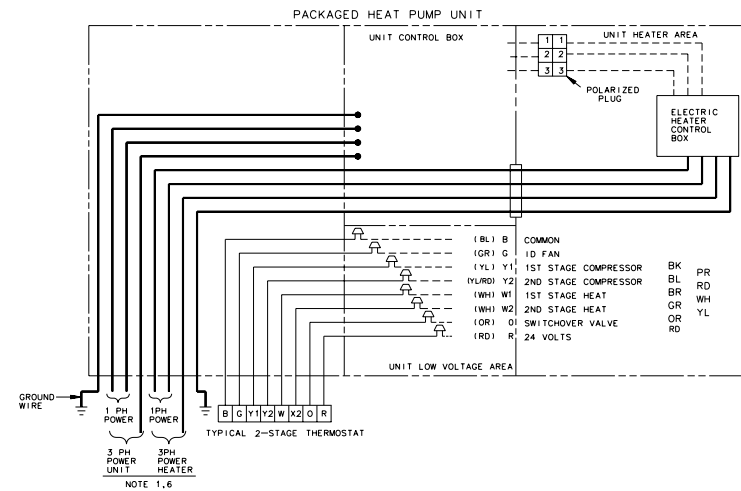 PACKAGED HEAT PUMP UNIT
UNIT CONTROL BOX
UNIT HEATER AREA
1 1
2 2
3 3
POLARIZED
PLUG
ELECTRIC
HEATER
CONTROL
BOX
(BL) B COMMON
(GR) G ID FAN
(YL) Y1 1ST STAGE COMPRESSOR
(YL/RD) Y2 2ND STAGE COMPRESSOR
(WH) W1 1ST STAGE HEAT
(WH) W2 2ND STAGE HEAT
(OR) O SWITCHOVER VALVE
(RD) R 24 VOLTS
BK
BL
BR
GR
OR
RD
PR
RD
WH
YL
UNIT LOW VOLTAGE AREA
GROUND
WIRE
1 PH
POWER
1PH
POWER
B G Y1 Y2 W X2 O R
TYPICAL 2-STAGE THERMOSTAT
3 PH
POWER
UNIT
3PH
POWER
HEATER
NOTE 1,6